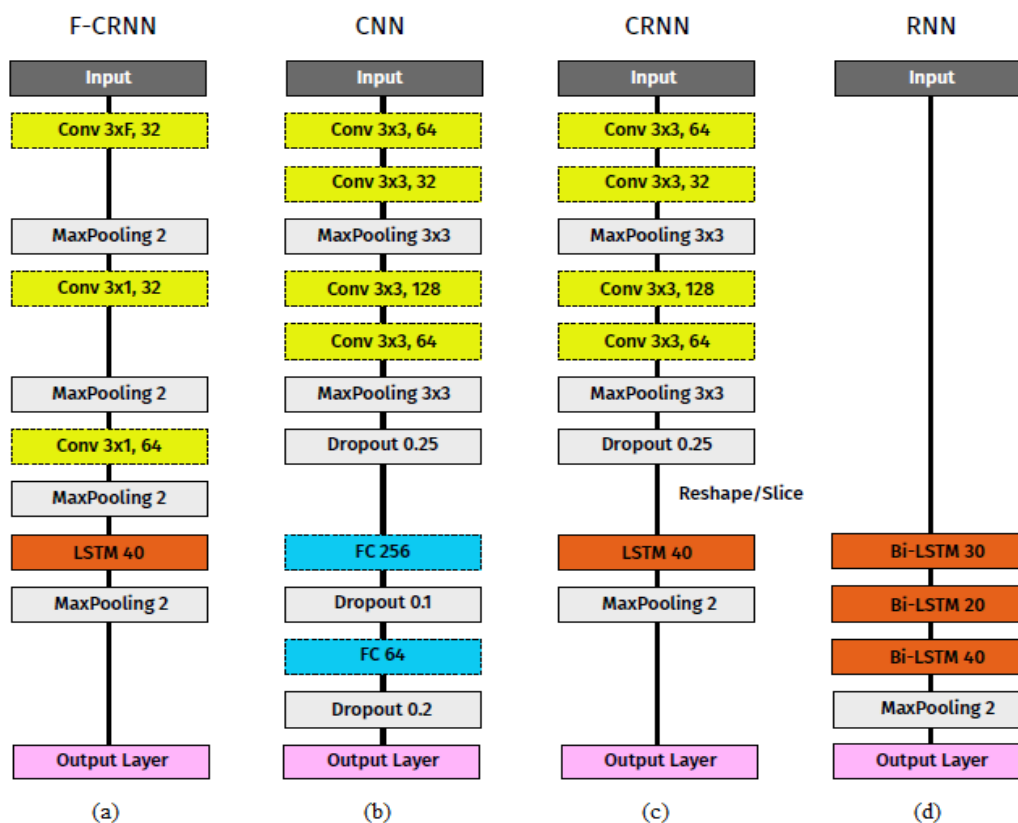 F-CRNN
Input
Conv 3xF, 32
MaxPooling 2
Conv 3x1, 32
MaxPooling 2
Conv 3x1, 64
MaxPooling 2
LSTM 40
MaxPooling 2
Output Layer
(a)
CNN
Input
Conv 3x3, 64
Conv 3x3, 32
MaxPooling 3x3
Conv 3x3, 128
Conv 3x3, 64
MaxPooling 3x3
Dropout 0.25
FC 256
Dropout 0.1
FC 64
Dropout 0.2
Output Layer
(b)
CRNN
Input
Conv 3x3, 64
Conv 3x3, 32
MaxPooling 3x3
Conv 3x3, 128
Conv 3x3, 64
MaxPooling 3x3
Dropout 0.25
Reshape/Slice
LSTM 40
MaxPooling 2
Output Layer
(c)
RNN
Input
Bi-LSTM 30
Bi-LSTM 20
Bi-LSTM 40
MaxPooling 2
Output Layer
(d)